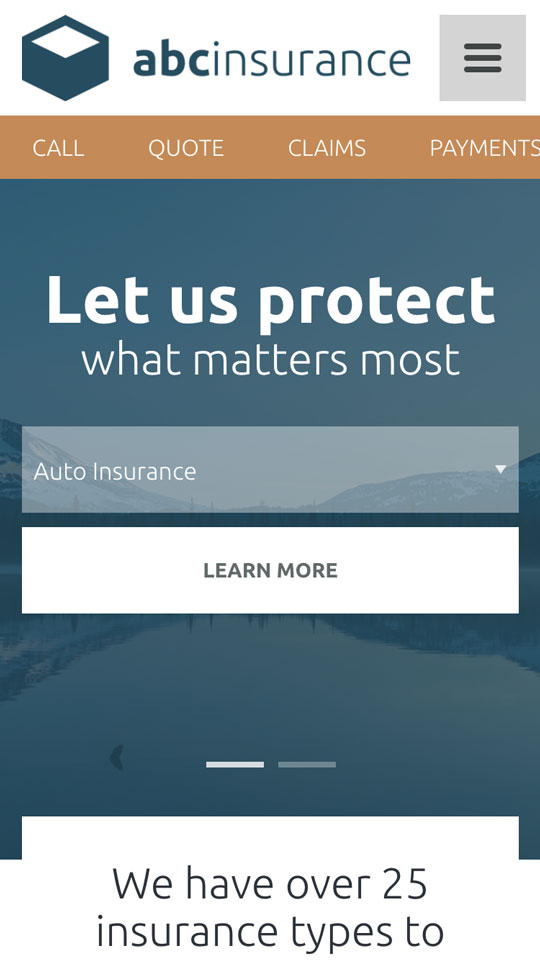 abcinsurance
CALL QUOTE CLAIMS PAYMENTS
Let us protect
what matters most
Auto Insurance
LEARN MORE
We have over 25
insurance types to